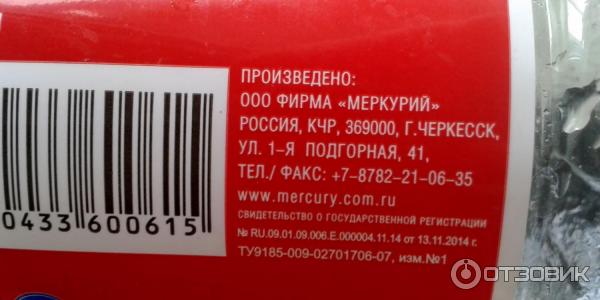 ПРОИЗВЕДЕНО:
ООО ФИРМА «МЕРКУРИЙ»
РОССИЯ, КЧР, 369000, Г.ЧЕРКЕССК,
УЛ. 1-Я ПОДГОРНАЯ, 41,
ТЕЛ./ ФАКС: +7-8782-21-06-35
www.mercury.com.ru
СВИДЕТЕЛЬСТВО О ГОСУДАРСТВЕННОЙ РЕГИСТРАЦИИ
№ RU.09.01.09.006.Е.000004.11.14 от 13.11.2014 г.
ТУ9185-009-02701706-07, изм.№1
0433 600615
ОТЗОВИК